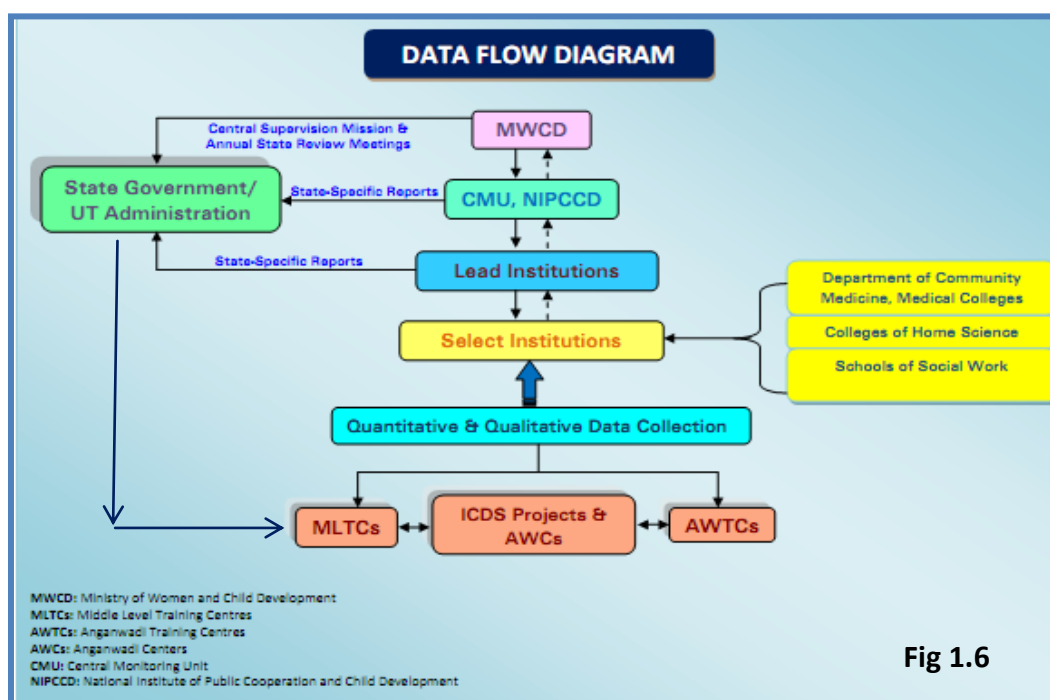 DATA FLOW DIAGRAM
Central Supervision Mission &
Annual State Review Meetings
MWCD
State Government/
UT Administration
State-Specific Reports
CMU, NIPCCD
State-Specific Reports
Lead Institutions
Department of Community
Medicine, Medical Colleges
Select Institutions
Colleges of Home Science
Schools of Social Work
Quantitative & Qualitative Data Collection
MLTCs
ICDS Projects &
AWCs
AWTCs
MWCD: Ministry of Women and Child Development
MLTCs: Middle Level Training Centres
AWTCs: Anganwadi Training Centres
AWCs: Anganwadi Centers
CMU: Central Monitoring Unit
NIPCCD: National Institute of Public Cooperation and Child Development
Fig 1.6